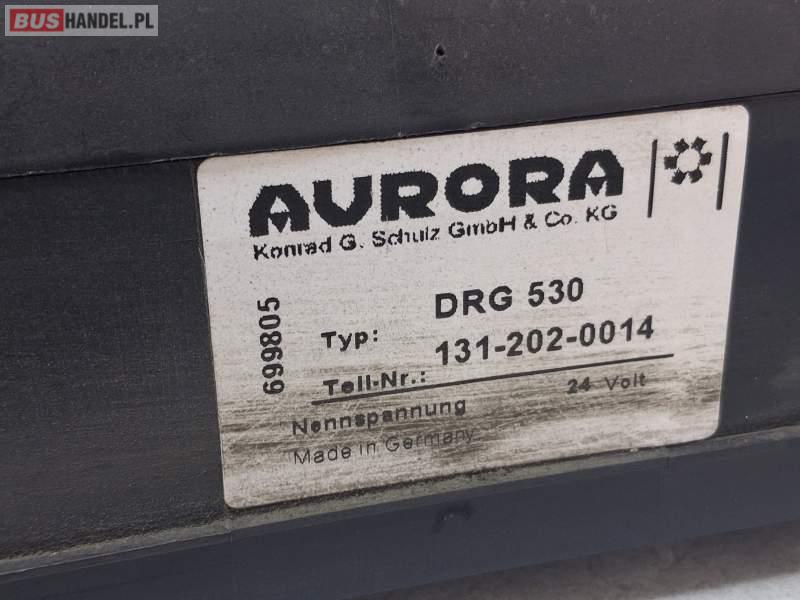 BUSHANDEL.PL
AURORA
Konrad G. Schulz GmbH & Co. KG
699805
Typ: DRG 530
Teil-Nr.: 131-202-0014
Nennspannung 24 Volt
Made in Germany